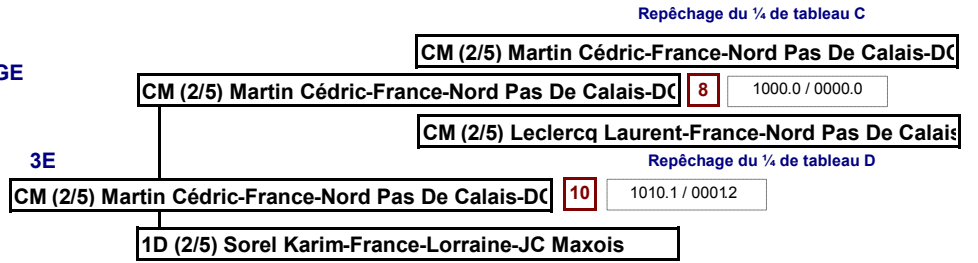 Repêchage du ¼ de tableau C
CM (2/5) Martin Cédric-France-Nord Pas De Calais-DO
GE
CM (2/5) Martin Cédric-France-Nord Pas De Calais-DO 8 1000.0 / 0000.0
CM (2/5) Leclercq Laurent-France-Nord Pas De Calais
3E
Repêchage du ¼ de tableau D
CM (2/5) Martin Cédric-France-Nord Pas De Calais-DO 10 1010.1 / 0001.2
1D (2/5) Sorel Karim-France-Lorraine-JC Maxois